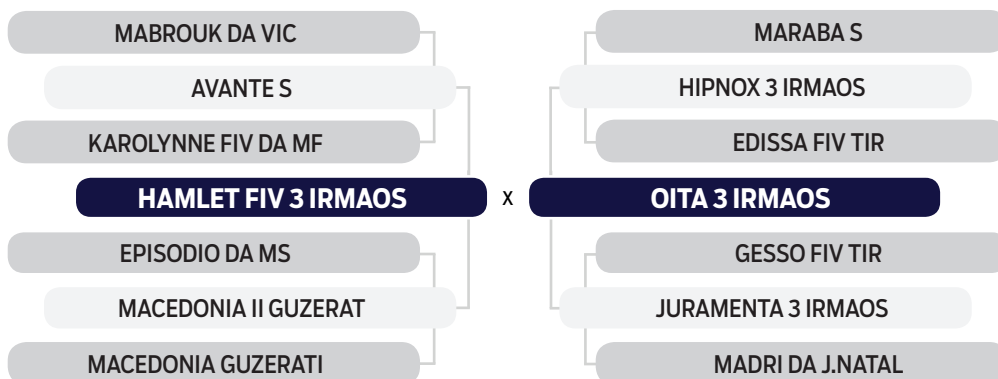 MABROUK DA VIC
MARABA S
AVANTE S
HIPNOX 3 IRMAOS
KAROLYNNE FIV DA MF
EDISSA FIV TIR
HAMLET FIV 3 IRMAOS x OITA 3 IRMAOS
EPISODIO DA MS
GESSO FIV TIR
MACEDONIA II GUZERAT
JURAMENTA 3 IRMAOS
MACEDONIA GUZERATI
MADRI DA J.NATAL